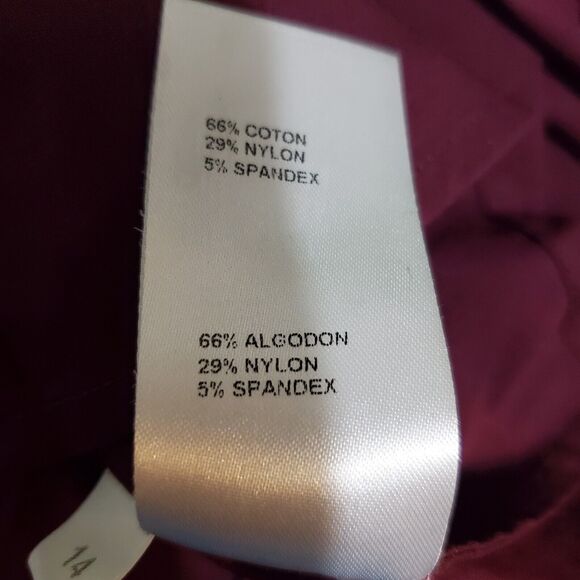 66% COTON
29% NYLON
5% SPANDEX
66% ALGODON
29% NYLON
5% SPANDEX
14